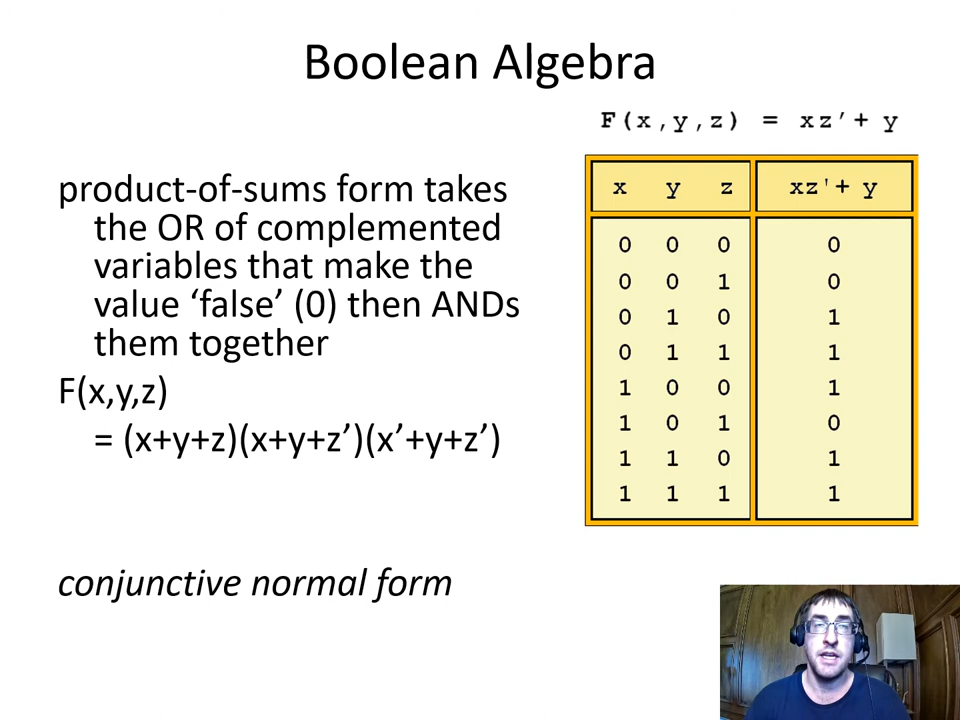 Boolean Algebra
product-of-sums form takes
the OR of complemented
variables that make the
value ‘false’ (0) then ANDs
them together
F(x,y,z)
= (x+y+z)(x+y+z’)(x’+y+z’)
conjunctive normal form
F(x,y,z) = xz′+ y
x y z xz'+ y
0 0 0 0
0 0 1 0
0 1 0 1
0 1 1 1
1 0 0 1
1 0 1 0
1 1 0 1
1 1 1 1